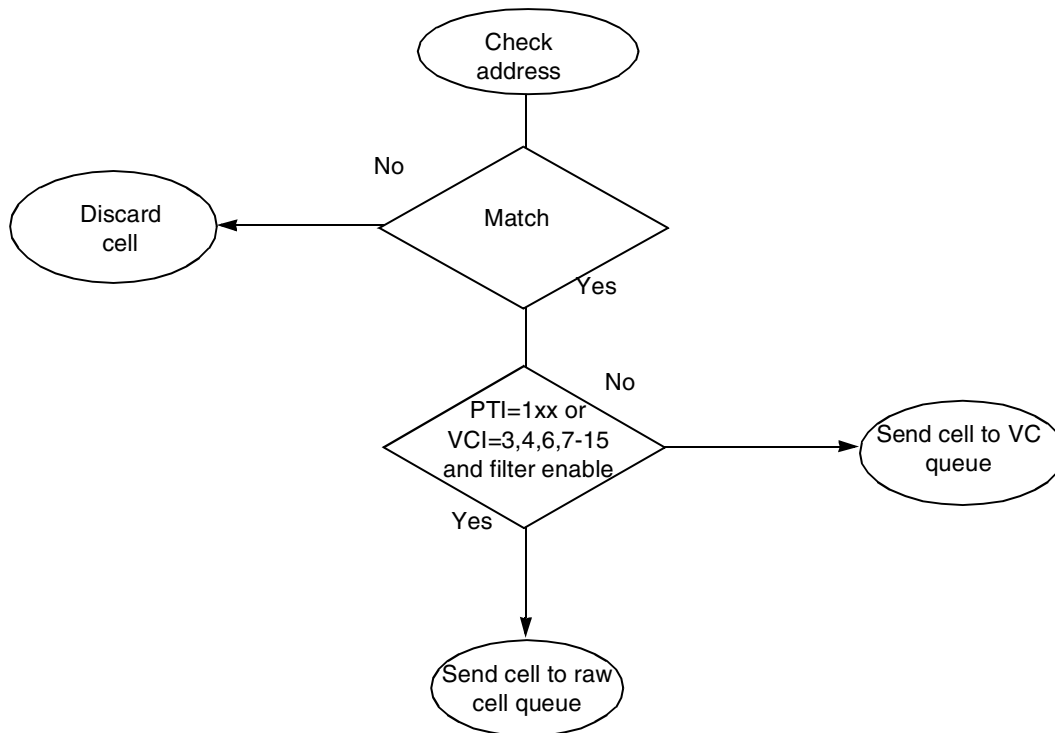 Check
address
No
Discard
cell
Match
Yes
No
PTI=1xx or
VCI=3,4,6,7-15
and filter enable
Send cell to VC
queue
Yes
Send cell to raw
cell queue